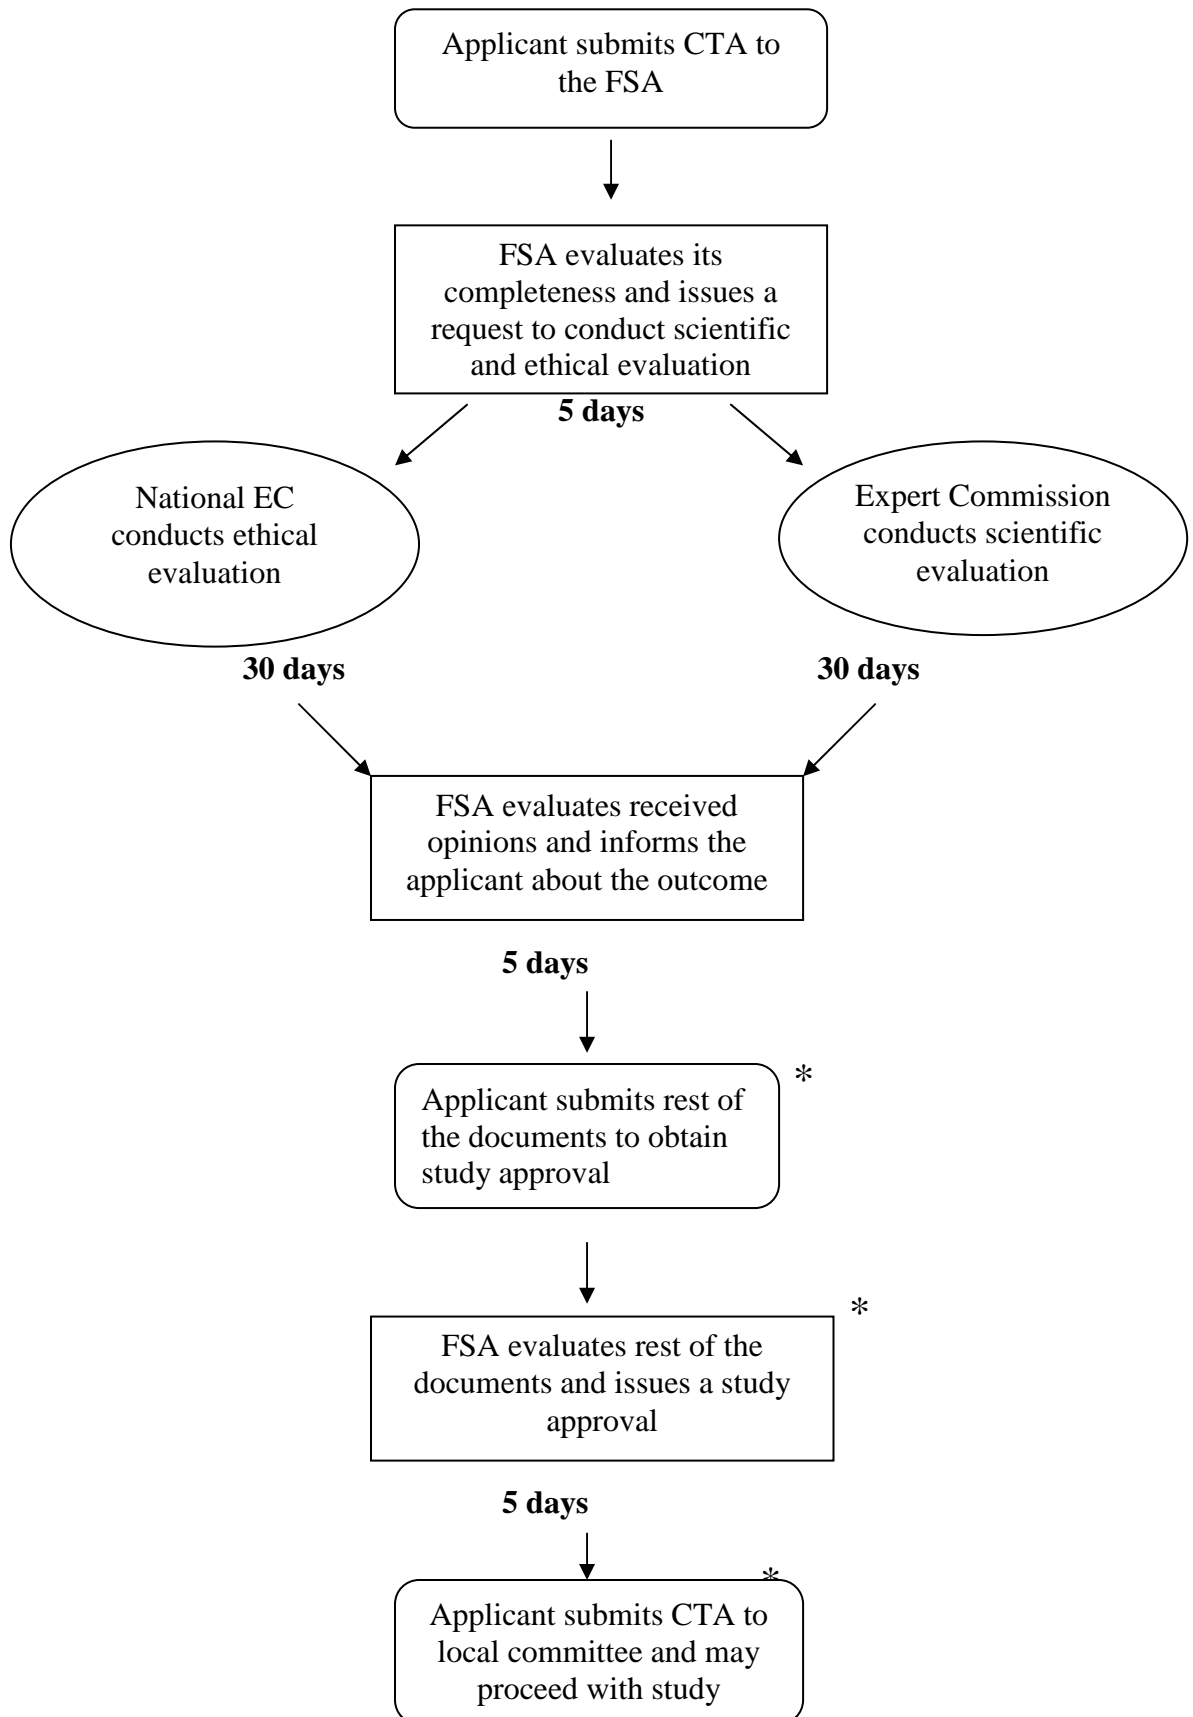 Applicant submits CTA to
the FSA
FSA evaluates its
completeness and issues a
request to conduct scientific
and ethical evaluation
5 days
National EC
conducts ethical
evaluation
Expert Commission
conducts scientific
evaluation
30 days
30 days
FSA evaluates received
opinions and informs the
applicant about the outcome
5 days
*
Applicant submits rest of
the documents to obtain
study approval
*
FSA evaluates rest of the
documents and issues a study
approval
5 days
*
Applicant submits CTA to
local committee and may
proceed with study